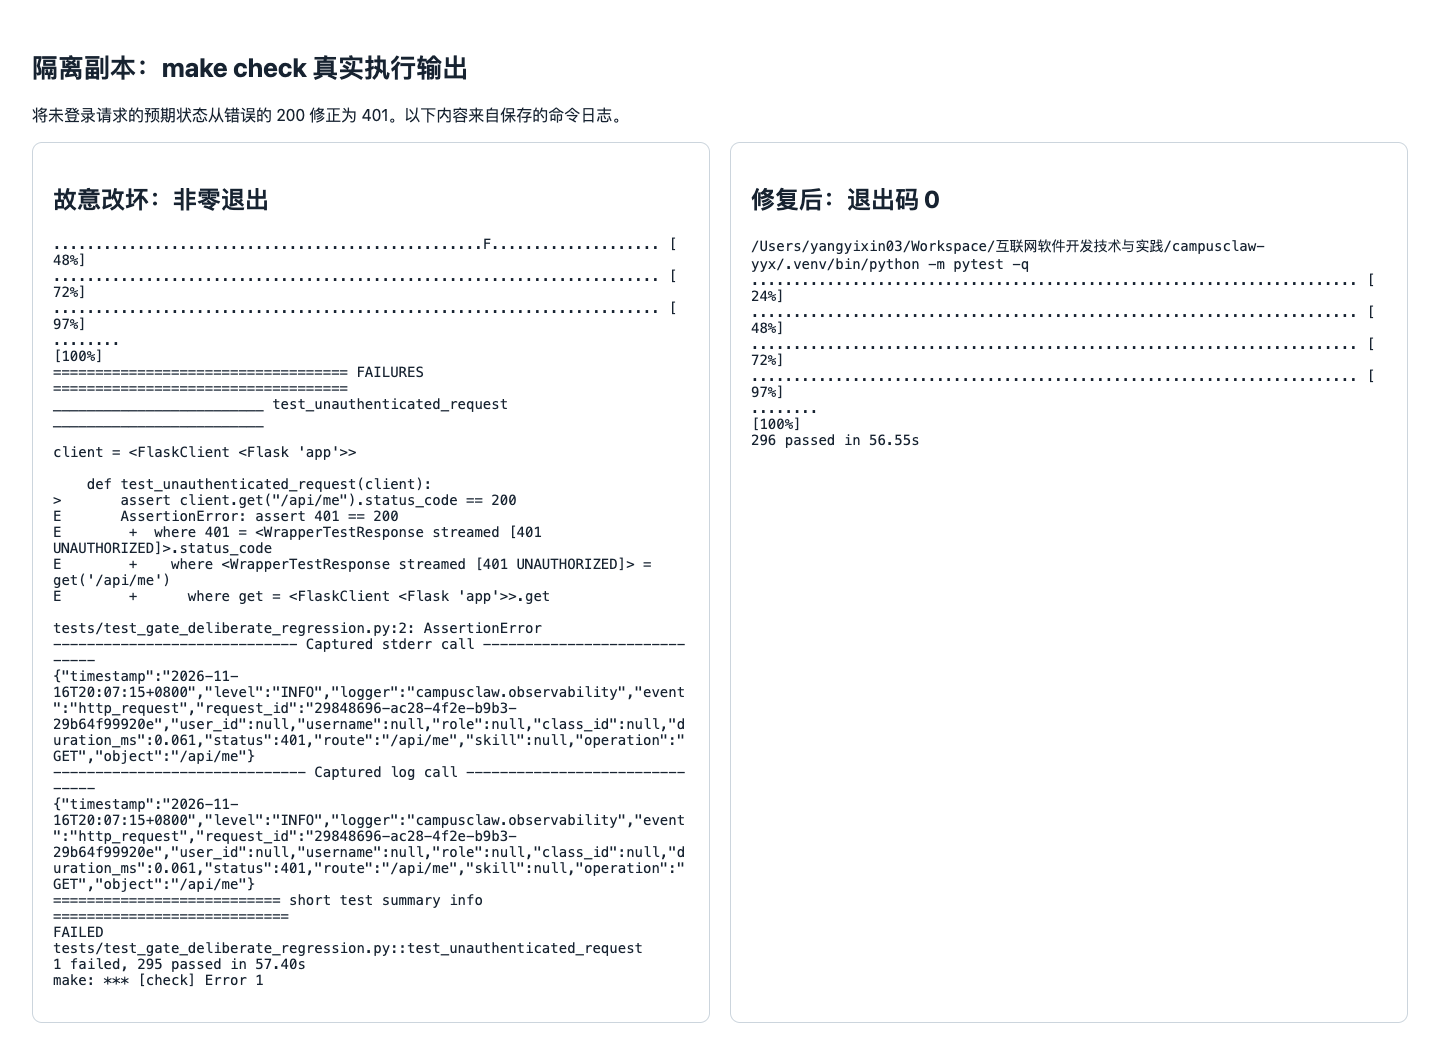 隔离副本：make check 真实执行输出
将未登录请求的预期状态从错误的 200 修正为 401。以下内容来自保存的命令日志。
故意改坏：非零退出
...................................................F.................... [
48%]
........................................................................ [
72%]
........................................................................ [
97%]
........
[100%]
=================================== FAILURES
===================================
_________________________ test_unauthenticated_request
_________________________
client = <FlaskClient <Flask 'app'>>
    def test_unauthenticated_request(client):
>       assert client.get("/api/me").status_code == 200
E       AssertionError: assert 401 == 200
E        +  where 401 = <WrapperTestResponse streamed [401
UNAUTHORIZED]>.status_code
E        +    where <WrapperTestResponse streamed [401 UNAUTHORIZED]> =
get('/api/me')
E        +      where get = <FlaskClient <Flask 'app'>>.get
tests/test_gate_deliberate_regression.py:2: AssertionError
----------------------------- Captured stderr call ------------------------
-----
{"timestamp":"2026-11-
16T20:07:15+0800","level":"INFO","logger":"campusclaw.observability","event
":"http_request","request_id":"29848696-ac28-4f2e-b9b3-
29b64f99920e","user_id":null,"username":null,"role":null,"class_id":null,"d
uration_ms":0.061,"status":401,"route":"/api/me","skill":null,"operation":"
GET","object":"/api/me"}
------------------------------ Captured log call --------------------------
-----
{"timestamp":"2026-11-
16T20:07:15+0800","level":"INFO","logger":"campusclaw.observability","event
":"http_request","request_id":"29848696-ac28-4f2e-b9b3-
29b64f99920e","user_id":null,"username":null,"role":null,"class_id":null,"d
uration_ms":0.061,"status":401,"route":"/api/me","skill":null,"operation":"
GET","object":"/api/me"}
=========================== short test summary info
============================
FAILED
tests/test_gate_deliberate_regression.py::test_unauthenticated_request
1 failed, 295 passed in 57.40s
make: *** [check] Error 1
修复后：退出码 0
/Users/yangyixin03/Workspace/互联网软件开发技术与实践/campusclaw-
yyx/.venv/bin/python -m pytest -q
........................................................................ [
24%]
........................................................................ [
48%]
........................................................................ [
72%]
........................................................................ [
97%]
........
[100%]
296 passed in 56.55s